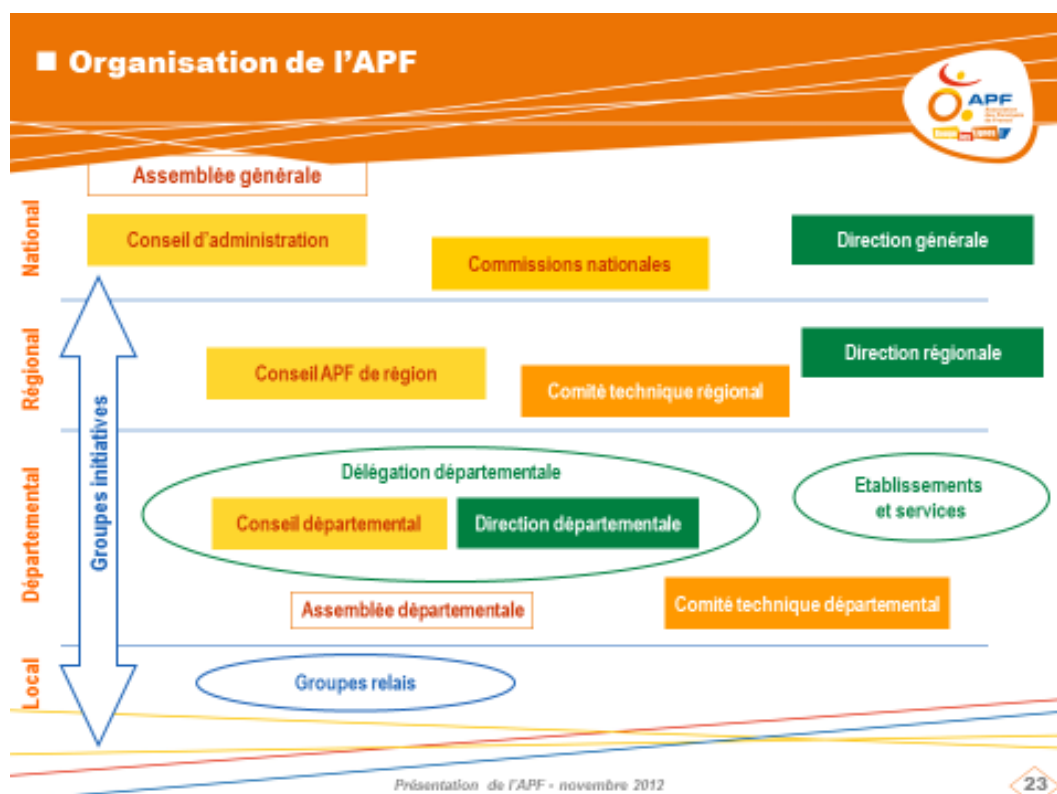 Organisation de l'APF
APF
Assemblée générale
National
Conseil d'administration
Commissions nationales
Direction générale
Régional
Conseil APF de région
Comité technique régional
Direction régionale
Groupes initiatives
Départemental
Délégation départementale
Conseil départemental
Direction départementale
Etablissements
et services
Assemblée départementale
Comité technique départemental
Local
Groupes relais
Présentation de l'APF - novembre 2012
23